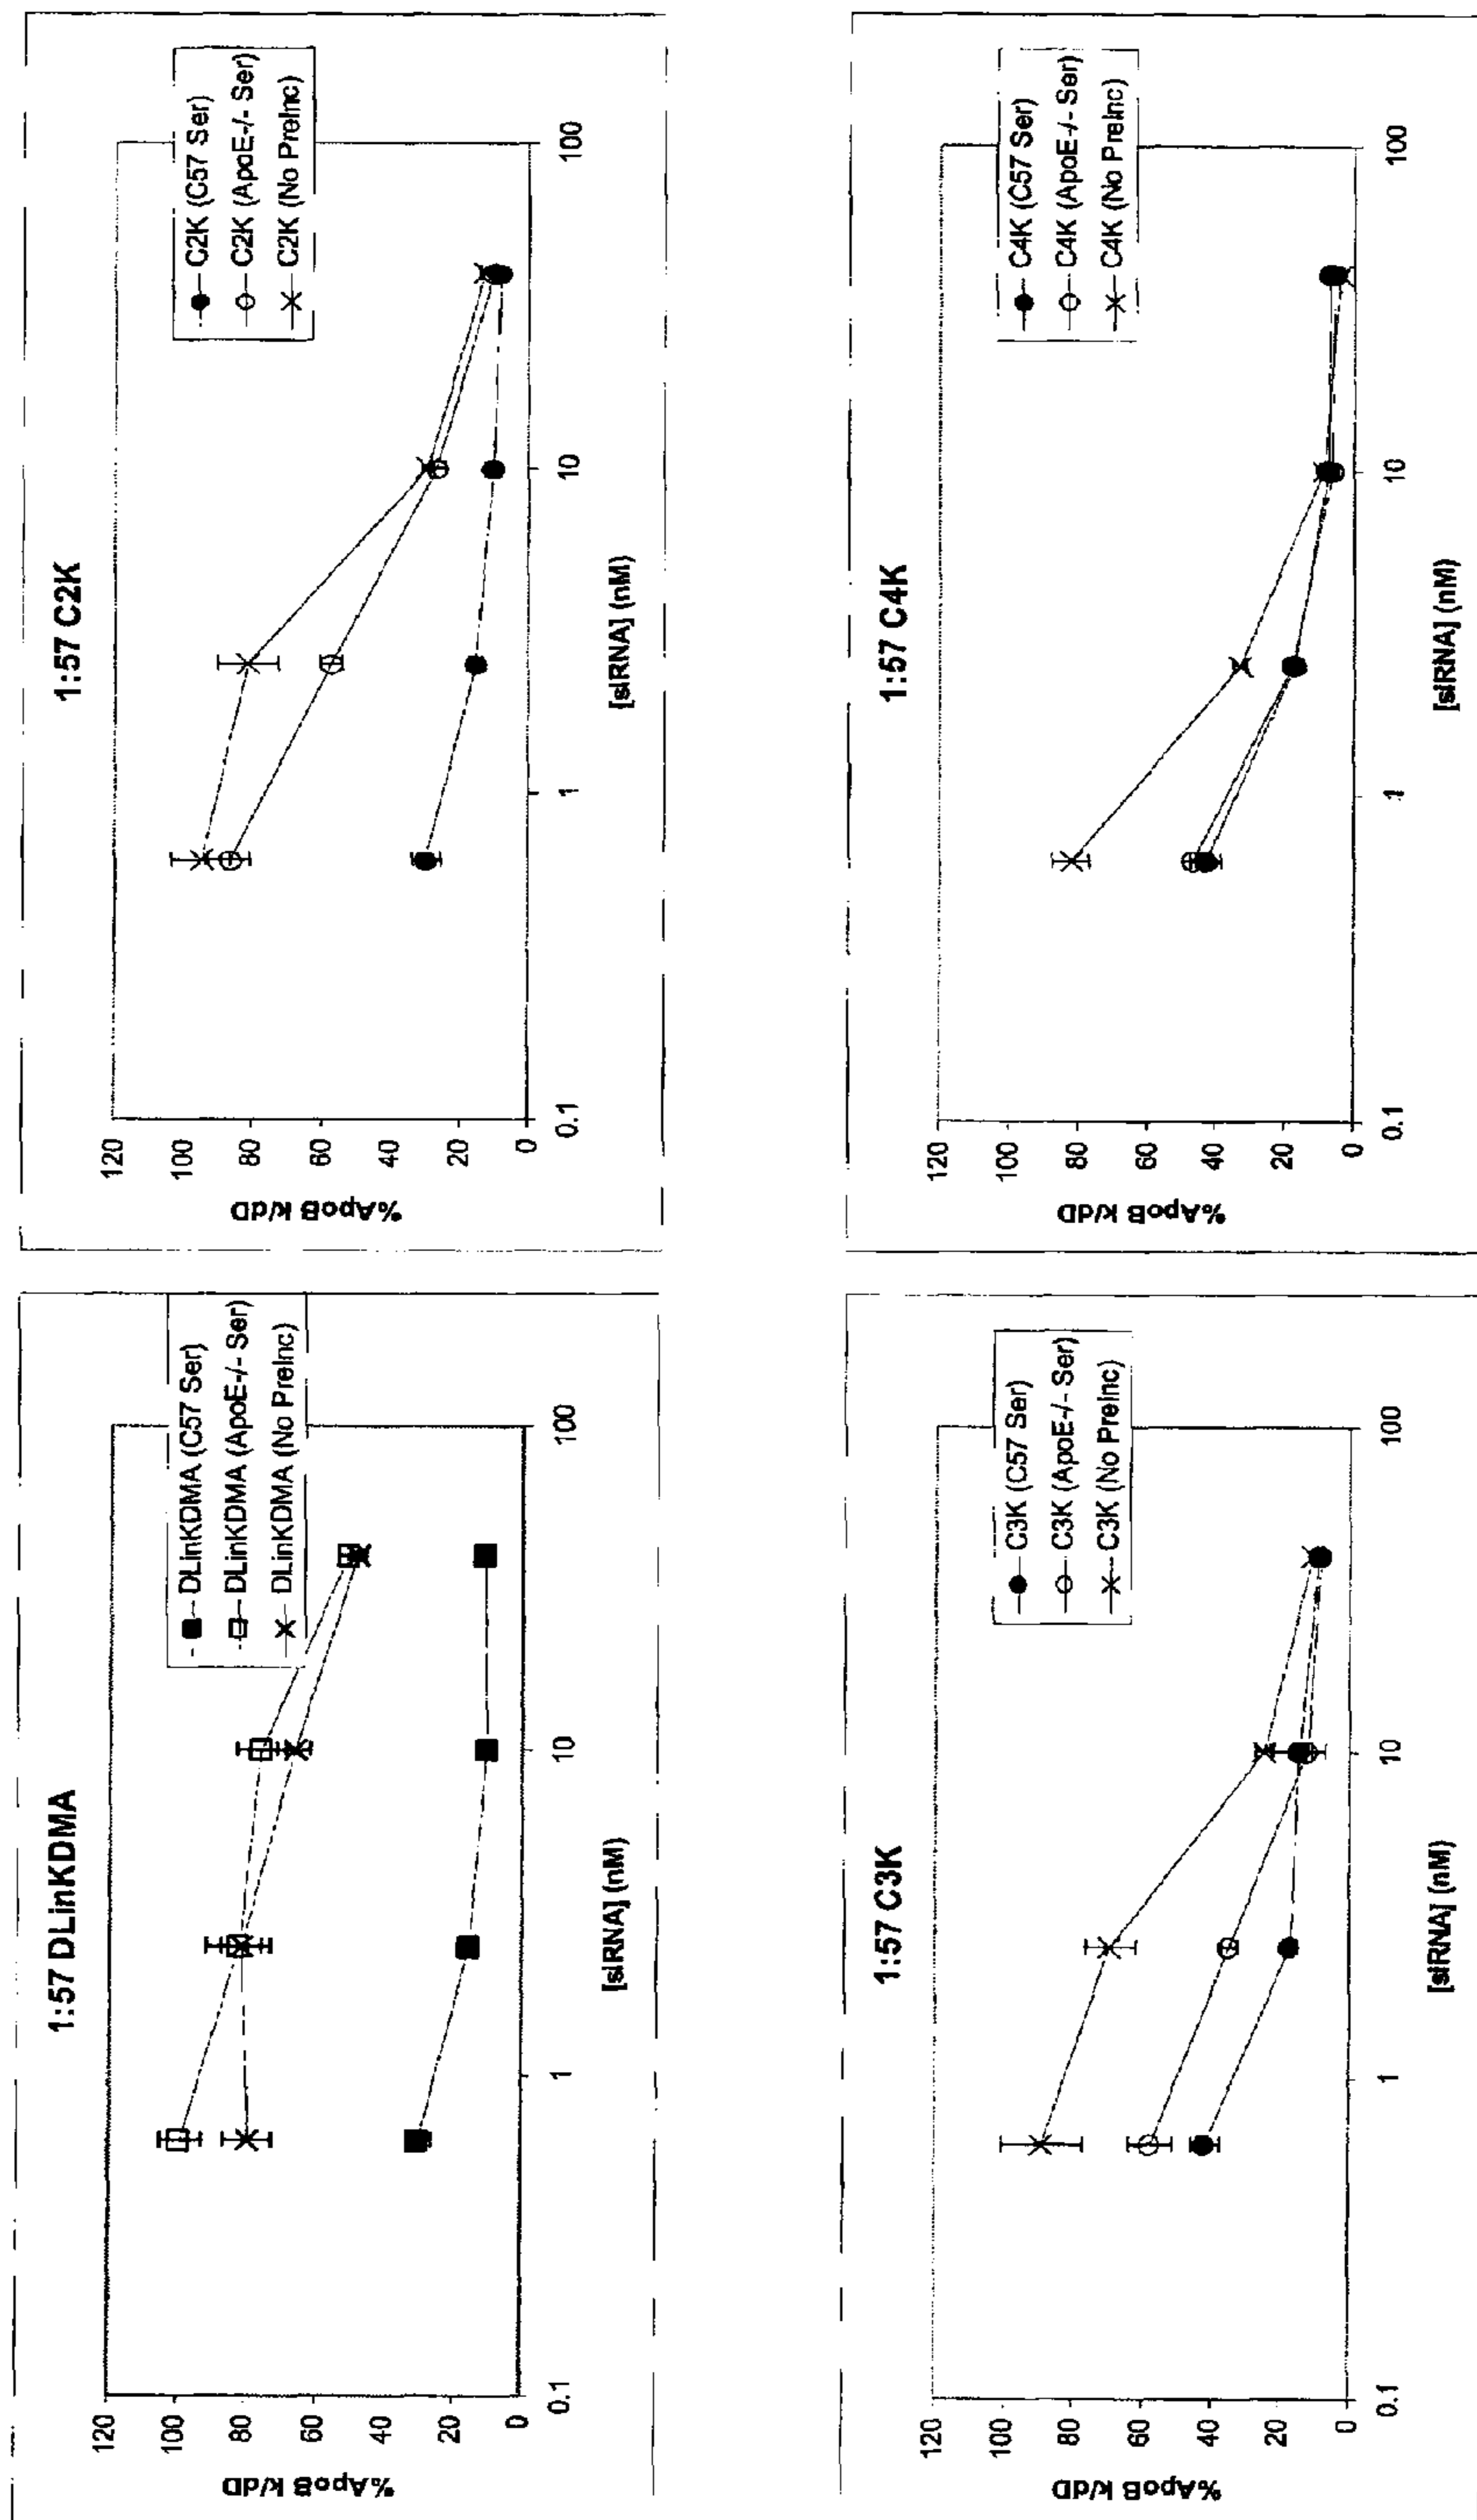 1:57 DLinKDMA
%ApoB k/dD
120
100
80
60
40
20
0
0.1
1
10
100
[siRNA] (nM)
DLinKDMA (C57 Ser)
DLinKDMA (ApoE-/- Ser)
DLinKDMA (No PreInc)
1:57 C2K
%ApoB k/dD
120
100
80
60
40
20
0
0.1
1
10
100
[siRNA] (nM)
C2K (C57 Ser)
C2K (ApoE-/- Ser)
C2K (No PreInc)
1:57 C3K
%ApoB k/dD
120
100
80
60
40
20
0
0.1
1
10
100
[siRNA] (nM)
C3K (C57 Ser)
C3K (ApoE-/- Ser)
C3K (No PreInc)
1:57 C4K
%ApoB k/dD
120
100
80
60
40
20
0
0.1
1
10
100
[siRNA] (nM)
C4K (C57 Ser)
C4K (ApoE-/- Ser)
C4K (No PreInc)